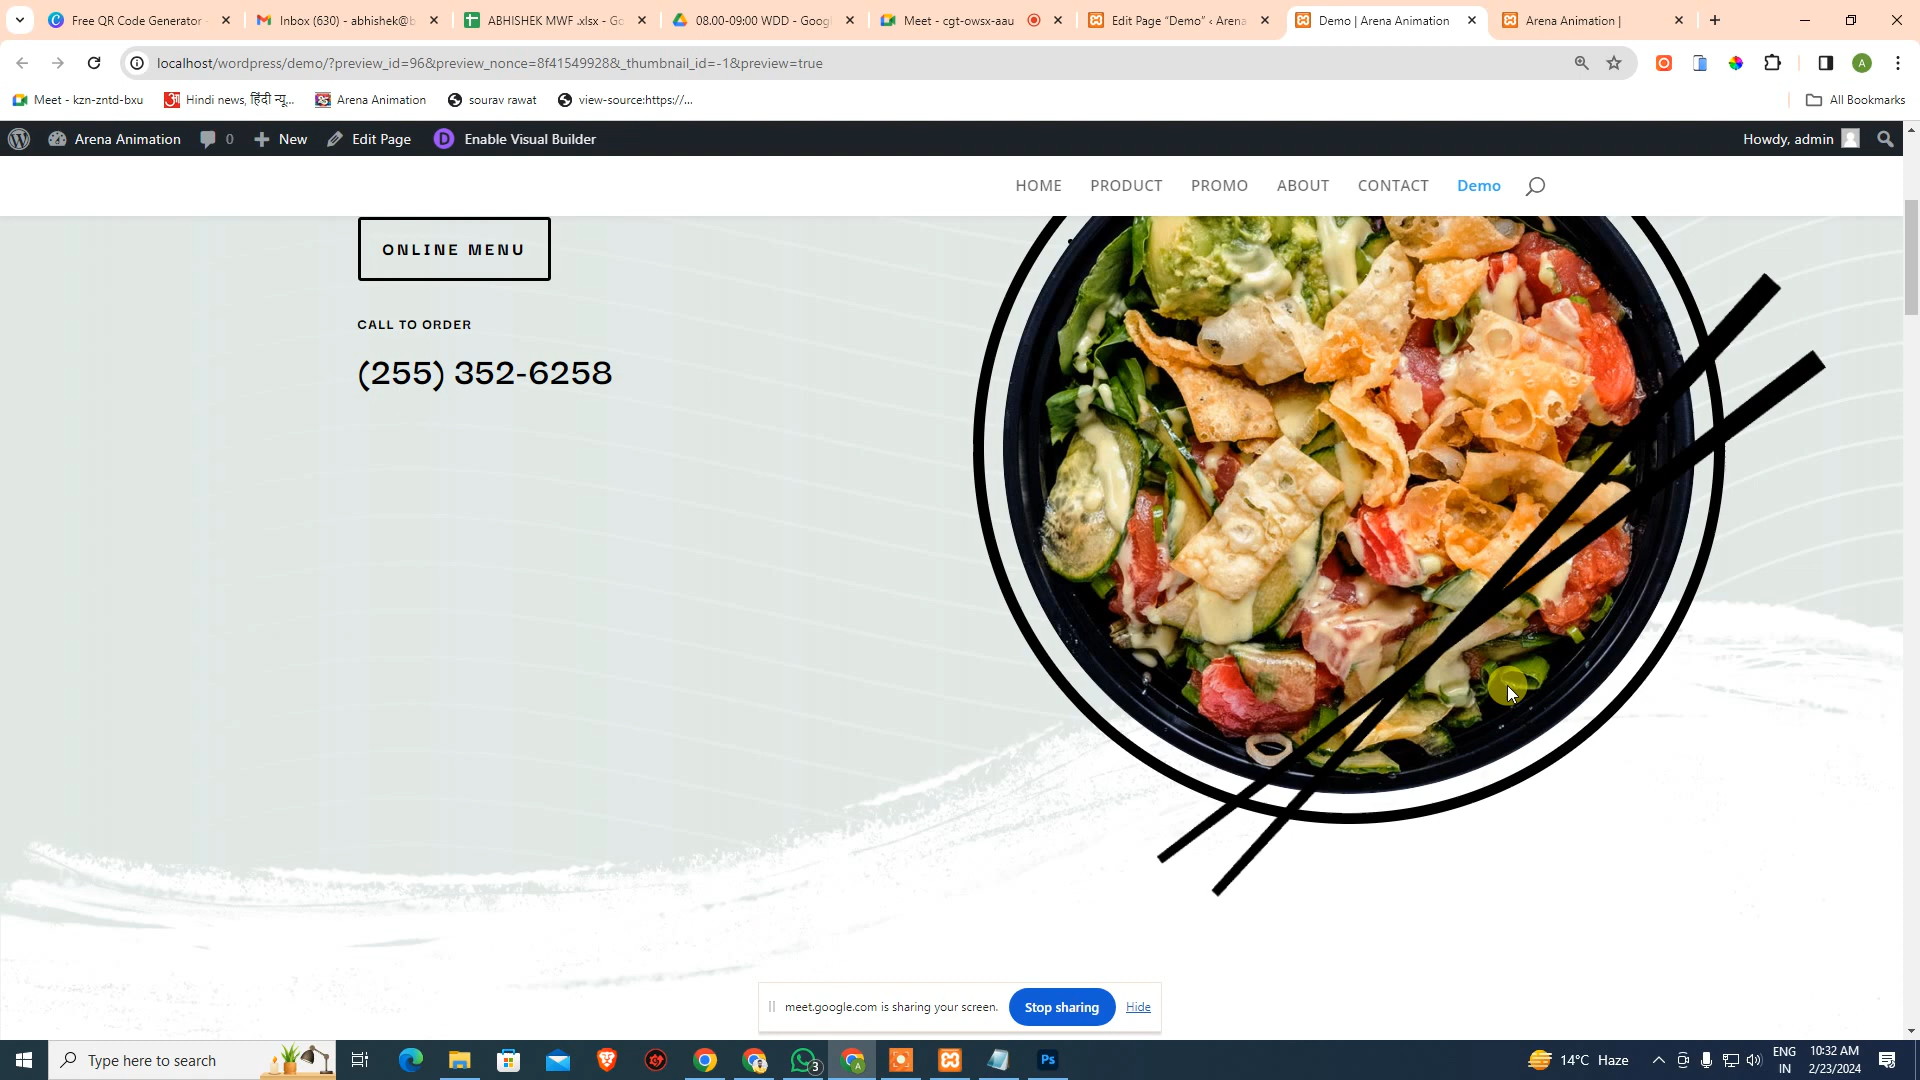 Free QR Code Generator
Inbox (630) - abhishek@b
ABHISHEK MWF .xlsx - Go
08.00-09:00 WDD - Googl
Meet - cgt-owsx-aau
Edit Page “Demo” ‹ Arena
Demo | Arena Animation
Arena Animation |
localhost/wordpress/demo/?preview_id=96&preview_nonce=8f41549928&_thumbnail_id=-1&preview=true
A
Meet - kzn-zntd-bxu
Hindi news, हिंदी न्यू...
Arena Animation
sourav rawat
view-source:https://...
All Bookmarks
Arena Animation
0
New
Edit Page
D
Enable Visual Builder
Howdy, admin
HOME
PRODUCT
PROMO
ABOUT
CONTACT
Demo
ONLINE MENU
CALL TO ORDER
(255) 352-6258
meet.google.com is sharing your screen.
Stop sharing
Hide
Type here to search
3
A
Ps
14°C Haze
ENG
IN
10:32 AM
2/23/2024